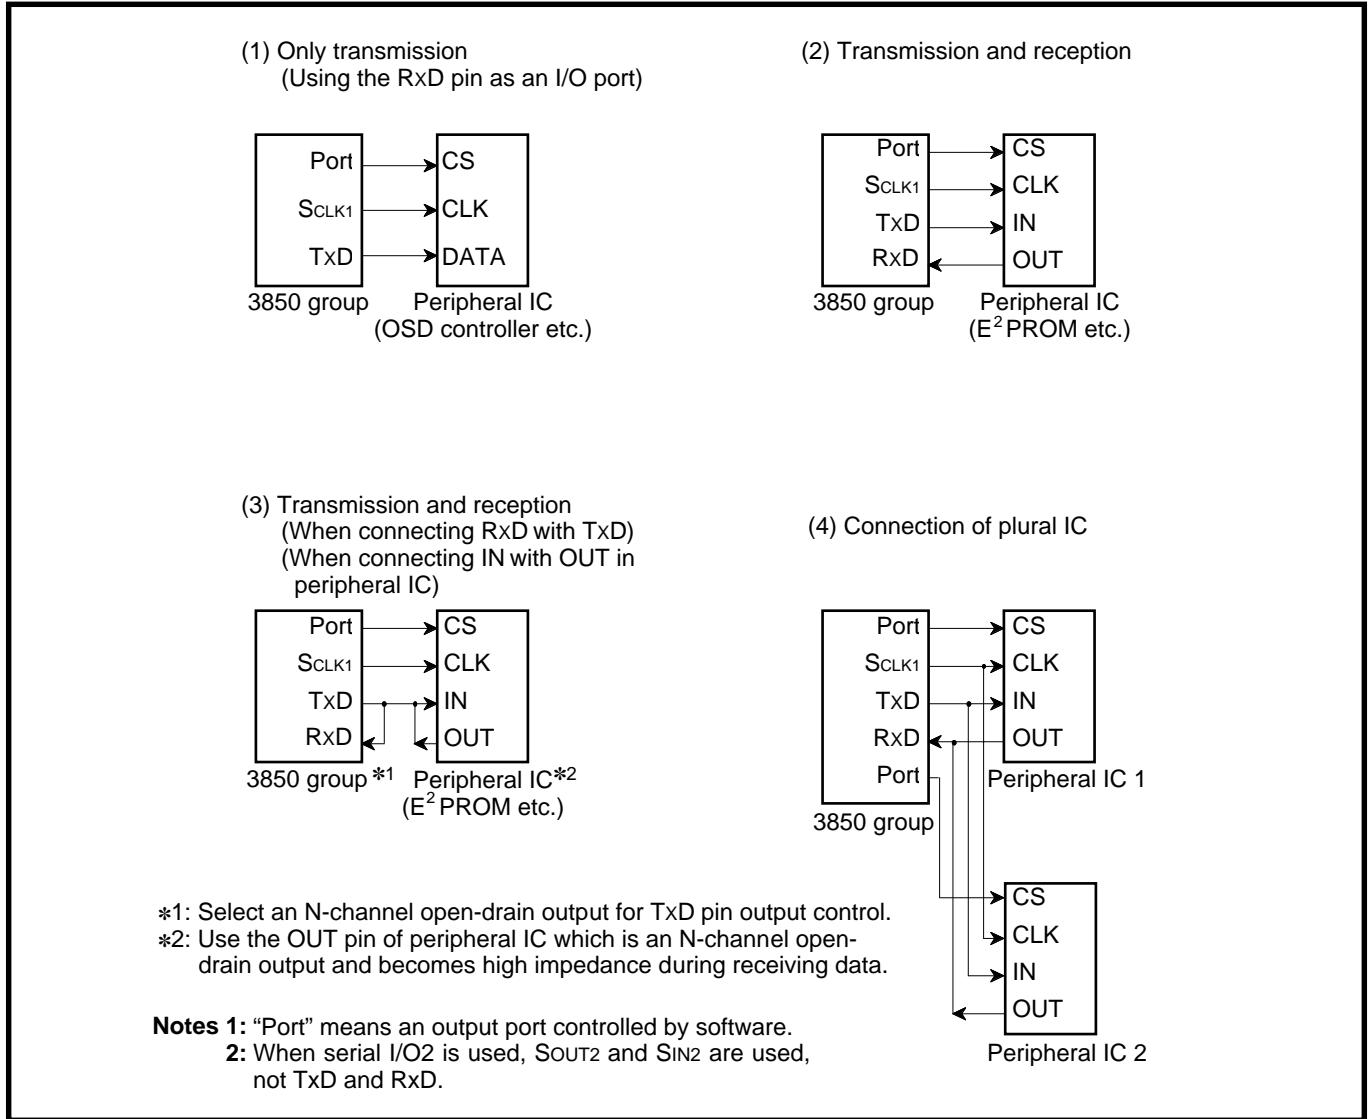 (1) Only transmission
(Using the RXD pin as an I/O port)
Port
SCLK1
TXD
CS
CLK
DATA
3850 group
Peripheral IC
(OSD controller etc.)
(2) Transmission and reception
Port
SCLK1
TXD
RXD
CS
CLK
IN
OUT
3850 group
Peripheral IC
(E2PROM etc.)
(3) Transmission and reception
(When connecting RXD with TXD)
(When connecting IN with OUT in
peripheral IC)
Port
SCLK1
TXD
RXD
CS
CLK
IN
OUT
3850 group *1
Peripheral IC*2
(E2PROM etc.)
(4) Connection of plural IC
Port
SCLK1
TXD
RXD
Port
CS
CLK
IN
OUT
3850 group
Peripheral IC 1
CS
CLK
IN
OUT
Peripheral IC 2
*1: Select an N-channel open-drain output for TXD pin output control.
*2: Use the OUT pin of peripheral IC which is an N-channel open-
drain output and becomes high impedance during receiving data.
Notes 1: “Port” means an output port controlled by software.
2: When serial I/O2 is used, SOUT2 and SIN2 are used,
not TxD and RxD.